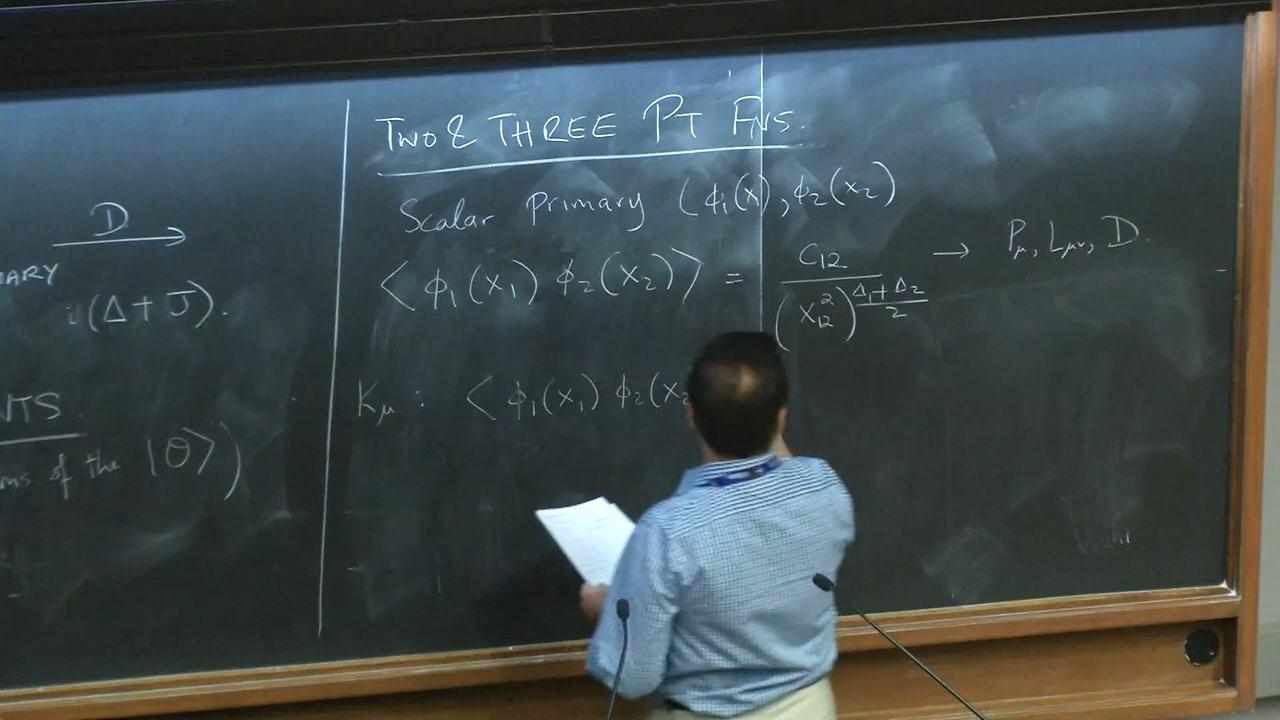 D
MARY
i(Δ + J).
NTS.
ms of the |O>)
TWO & THREE PT FNS.
Scalar Primary (ϕ₁(x), ϕ₂(x₂)
<ϕ₁(x₁) ϕ₂(x₂)> = C₁₂ / (x₁₂²)^((Δ₁+Δ₂)/2) → Pμ, Lμν, D.
Kμ : <ϕ₁(x₁) ϕ₂(x₂